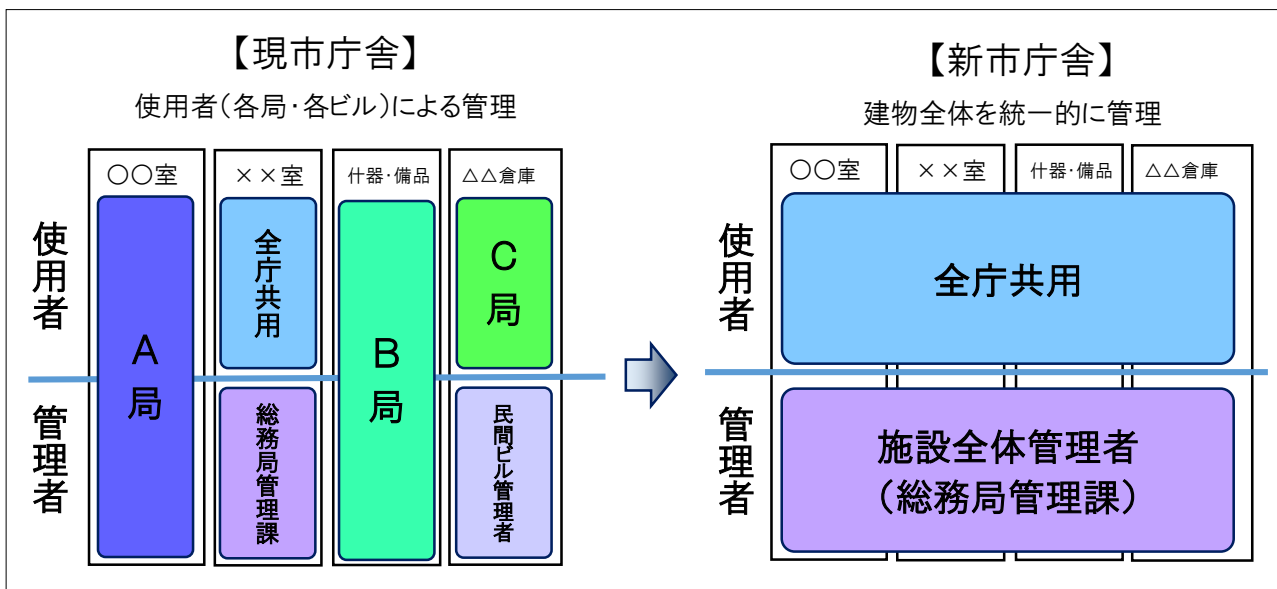 【現市庁舎】
使用者(各局・各ビル)による管理
○○室
××室
什器・備品
△△倉庫
使用者
管理者
A局
全庁共用
総務局管理課
B局
C局
民間ビル管理者
【新市庁舎】
建物全体を統一的に管理
○○室
××室
什器・備品
△△倉庫
使用者
管理者
全庁共用
施設全体管理者
(総務局管理課)